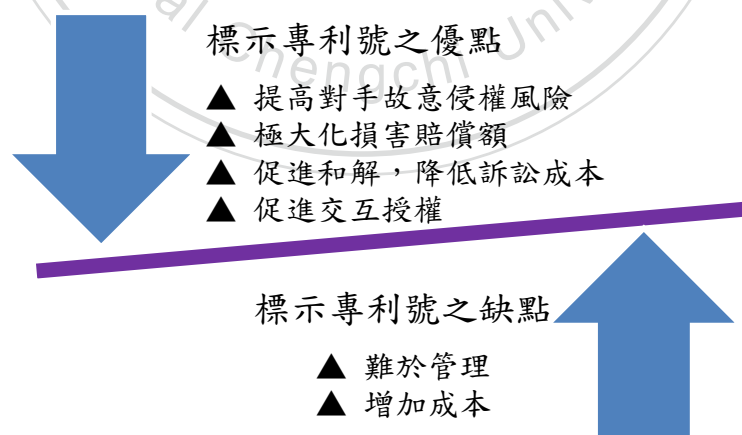 Chengchi Univ
標示專利號之優點
▲ 提高對手故意侵權風險
▲ 極大化損害賠償額
▲ 促進和解，降低訴訟成本
▲ 促進交互授權
標示專利號之缺點
▲ 難於管理
▲ 增加成本